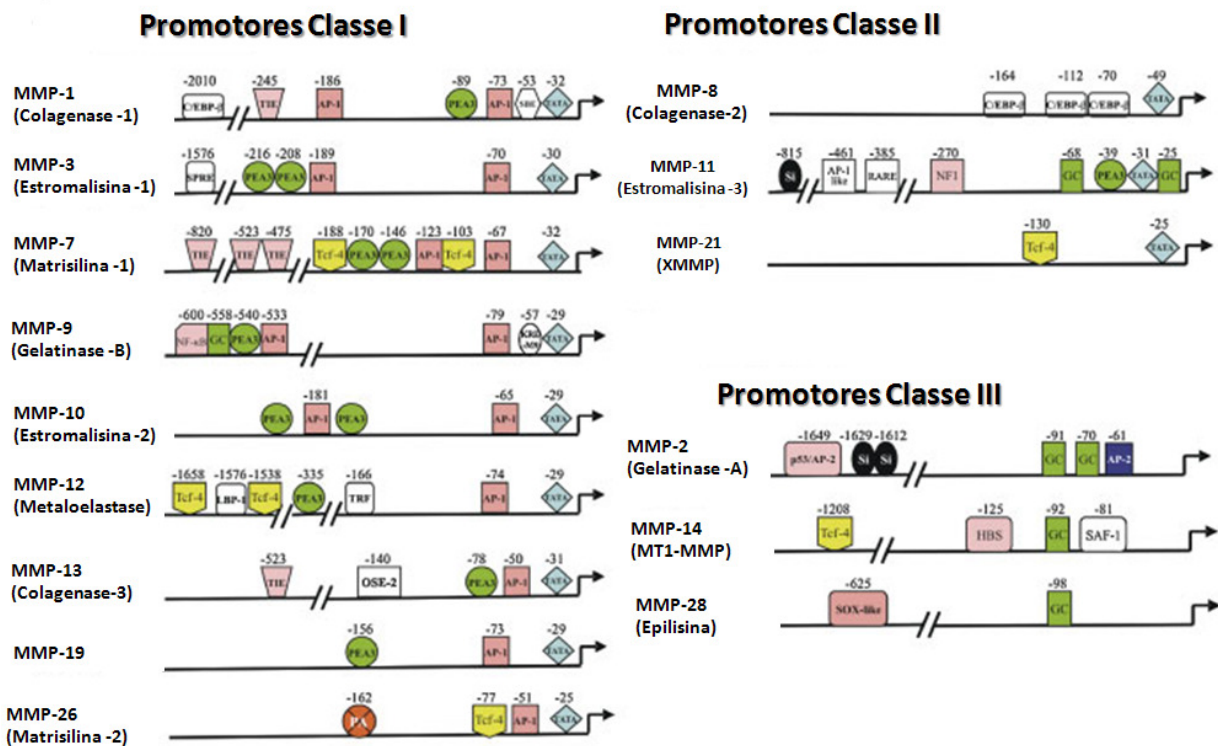 Promotores Classe I
MMP-1
(Colagenase -1)
-2010 -245 -186 -89 -73 -53 -32
C/EBP-β TIE AP-1 PEA3 AP-1 SBE TATA
MMP-3
(Estromalisina -1)
-1576 -216 -208 -189 -70 -30
SPRE PEA3 PEA3 AP-1 AP-1 TATA
MMP-7
(Matrisilina -1)
-820 -523 -475 -188 -170 -146 -123 -103 -67 -32
TIE TIE TIE Tcf-4 PEA3 PEA3 AP-1 Tcf-4 AP-1 TATA
MMP-9
(Gelatinase -B)
-600 -558 -540 -533 -79 -57 -29
NF-κB GC PEA3 AP-1 AP-1 TATA
MMP-10
(Estromalisina -2)
-181 -65 -29
PEA3 AP-1 PEA3 AP-1 TATA
MMP-12
(Metaloelastase)
-1658 -1576 -1538 -335 -166 -74 -29
Tcf-4 LBP-1 Tcf-4 PEA3 TRF AP-1 TATA
MMP-13
(Colagenase-3)
-523 -140 -78 -50 -31
TIE OSE-2 PEA3 AP-1 TATA
MMP-19
-156 -73 -29
PEA3 AP-1 TATA
MMP-26
(Matrisilina -2)
-162 -77 -51 -25
PA Tcf-4 AP-1 TATA
Promotores Classe II
MMP-8
(Colagenase-2)
-164 -112 -70 -49
C/EBP-β C/EBP-β C/EBP-β TATA
MMP-11
(Estromalisina -3)
-815 -461 -385 -270 -68 -39 -31 -25
Si AP-1 like RARE NF1 GC PEA3 TATA GC
MMP-21
(XMMP)
-130 -25
Tcf-4 TATA
Promotores Classe III
MMP-2
(Gelatinase -A)
-1649 -1629 -1612 -91 -70 -61
p53/AP-2 Si Si GC GC AP-2
MMP-14
(MT1-MMP)
-1208 -125 -92 -81
Tcf-4 HBS GC SAF-1
MMP-28
(Epilisina)
-625 -98
SOX-like GC